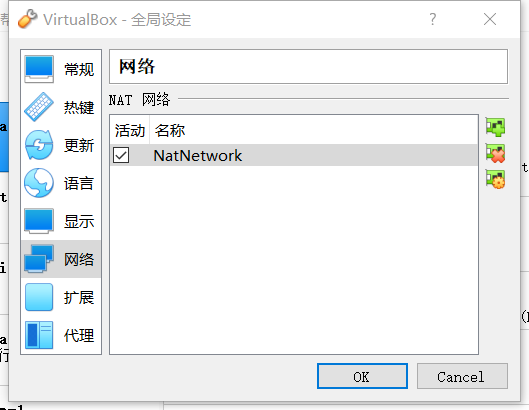 VirtualBox - 全局设定
常规
热键
更新
语言
显示
网络
扩展
代理
网络
NAT 网络
活动 名称
NatNetwork
OK Cancel